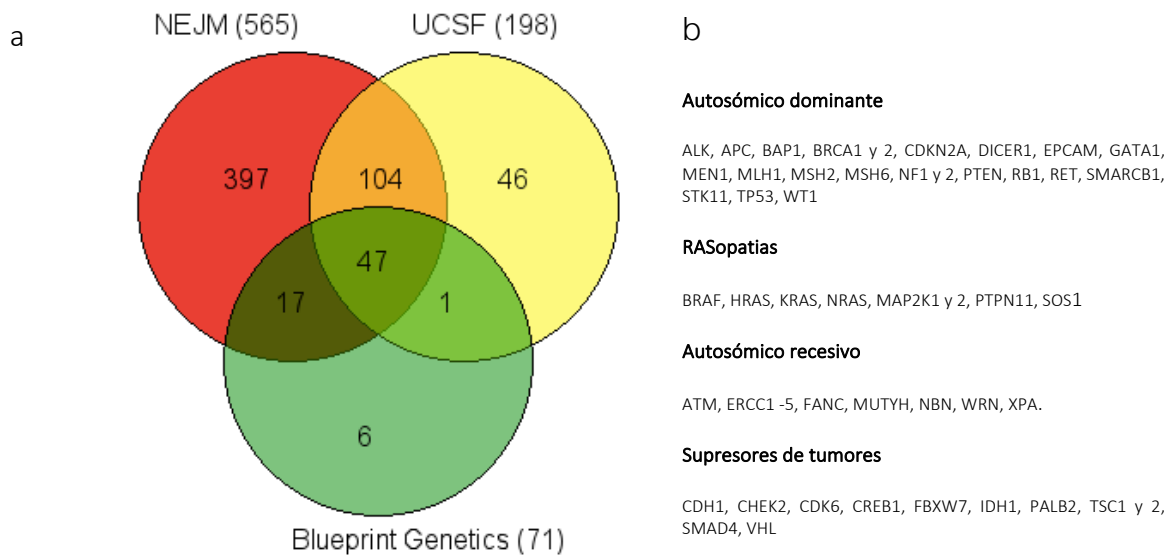 a
NEJM (565)
UCSF (198)
397
104
46
47
17
1
6
Blueprint Genetics (71)
b
Autosómico dominante
ALK, APC, BAP1, BRCA1 y 2, CDKN2A, DICER1, EPCAM, GATA1,
MEN1, MLH1, MSH2, MSH6, NF1 y 2, PTEN, RB1, RET, SMARCB1,
STK11, TP53, WT1
RASopatias
BRAF, HRAS, KRAS, NRAS, MAP2K1 y 2, PTPN11, SOS1
Autosómico recesivo
ATM, ERCC1 -5, FANC, MUTYH, NBN, WRN, XPA.
Supresores de tumores
CDH1, CHEK2, CDK6, CREB1, FBXW7, IDH1, PALB2, TSC1 y 2,
SMAD4, VHL